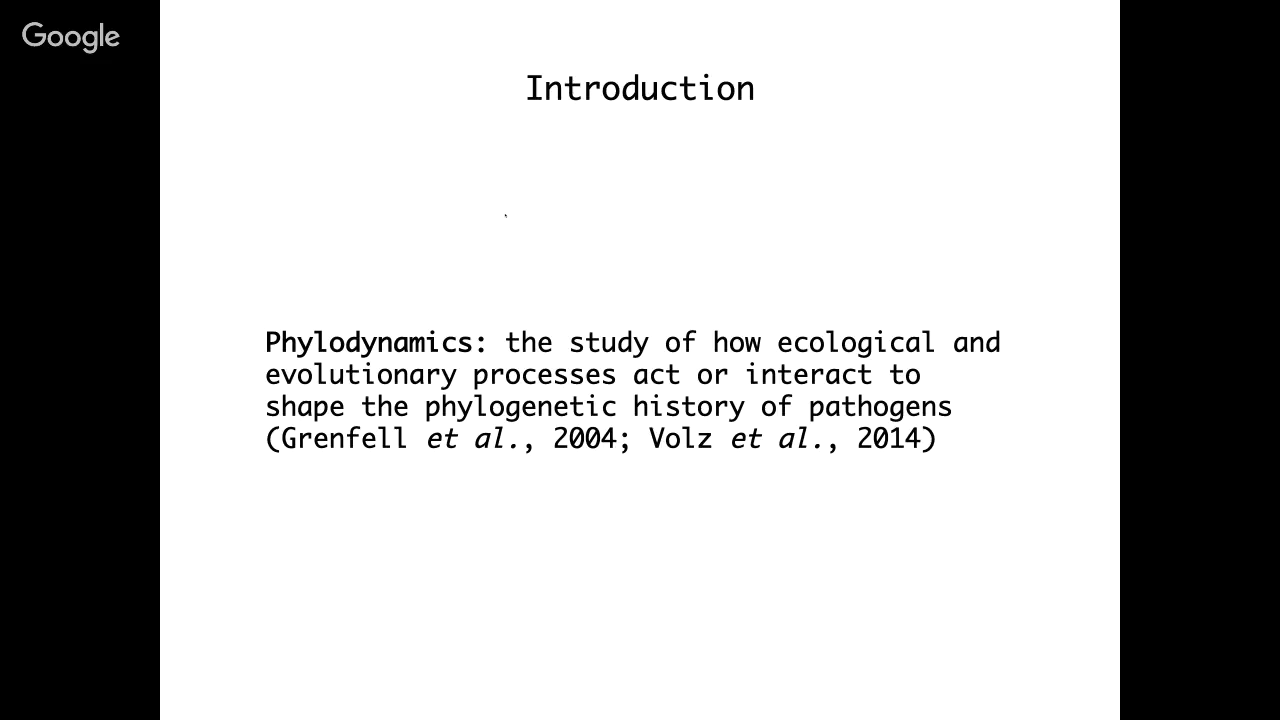 Google
Introduction
Phylodynamics: the study of how ecological and
evolutionary processes act or interact to
shape the phylogenetic history of pathogens
(Grenfell et al., 2004; Volz et al., 2014)